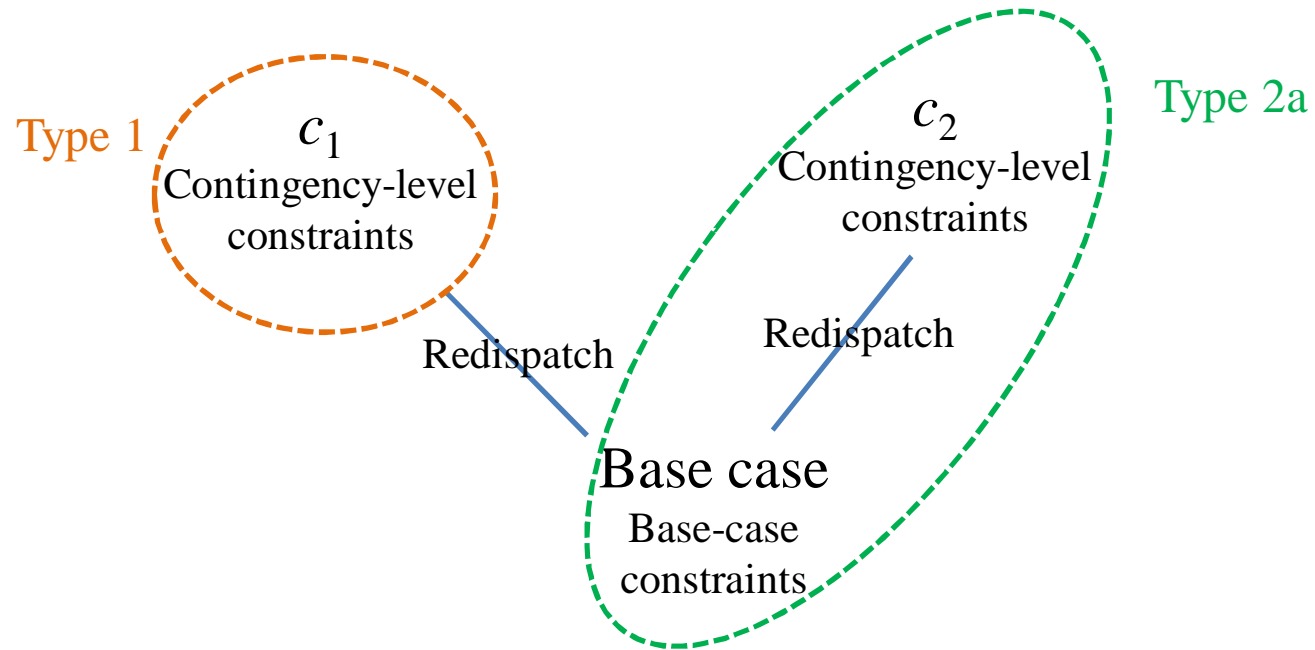 Type 1
c₁
Contingency-level
constraints
Type 2a
c₂
Contingency-level
constraints
Redispatch
Redispatch
Base case
Base-case
constraints